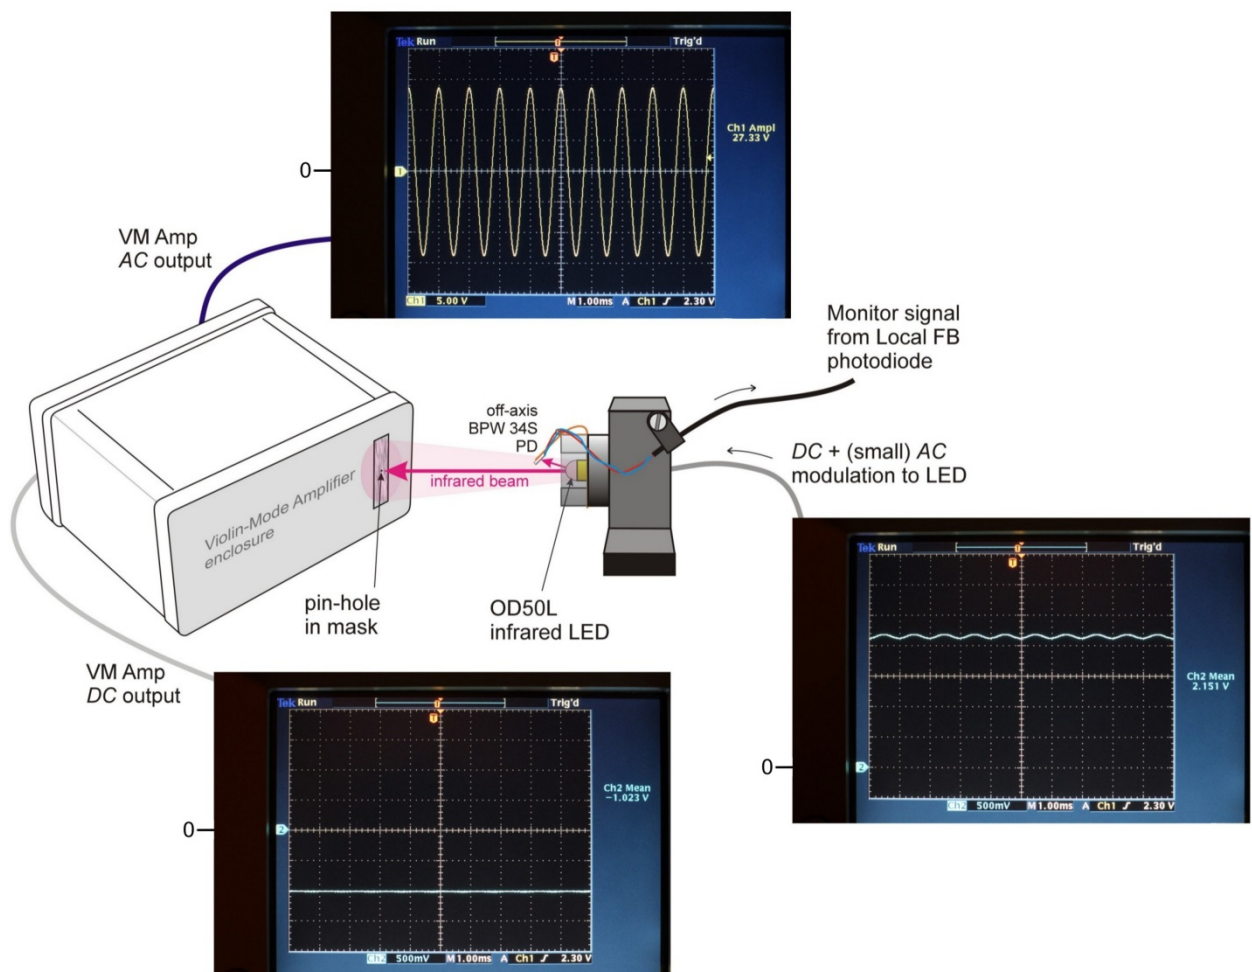 Tek Run
Trig'd
Ch1 Ampl
27.33 V
0
1
Ch1 5.00 V M 1.00ms A Ch1 2.30 V
VM Amp
AC output
Monitor signal
from Local FB
photodiode
off-axis
BPW 34S
PD
DC + (small) AC
modulation to LED
infrared beam
Violin-Mode Amplifier
enclosure
pin-hole
in mask
OD50L
infrared LED
Tek Run
Trig'd
Ch2 Mean
2.151 V
0
2
Ch2 500mV M 1.00ms A Ch1 2.30 V
VM Amp
DC output
Tek Run
Trig'd
Ch2 Mean
-1.023 V
0
2
Ch2 500mV M 1.00ms A Ch1 2.30 V